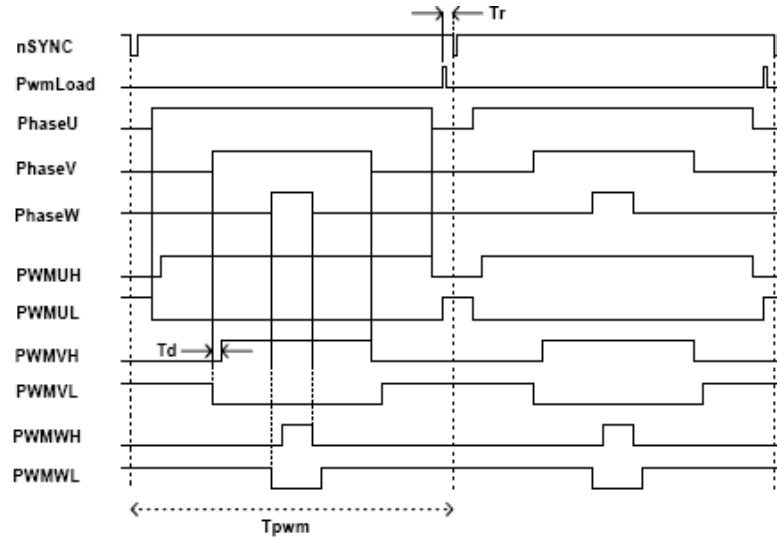 Tr
nSYNC
PwmLoad
PhaseU
PhaseV
PhaseW
PWMUH
PWMUL
Td
PWMVH
PWMVL
PWMWH
PWMWL
Tpwm